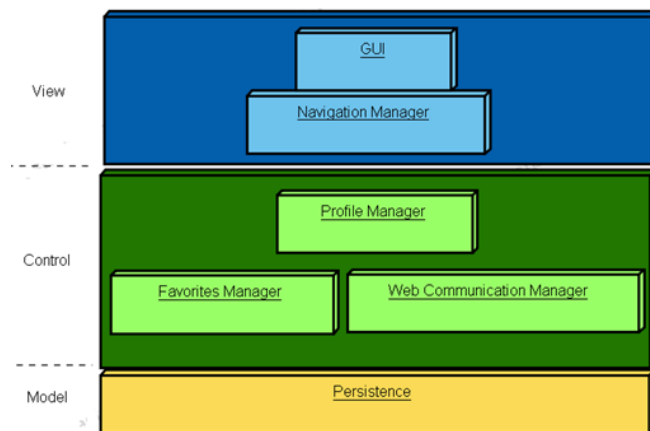 GUI
View
Navigation Manager
Profile Manager
Control
Favorites Manager
Web Communication Manager
Model
Persistence